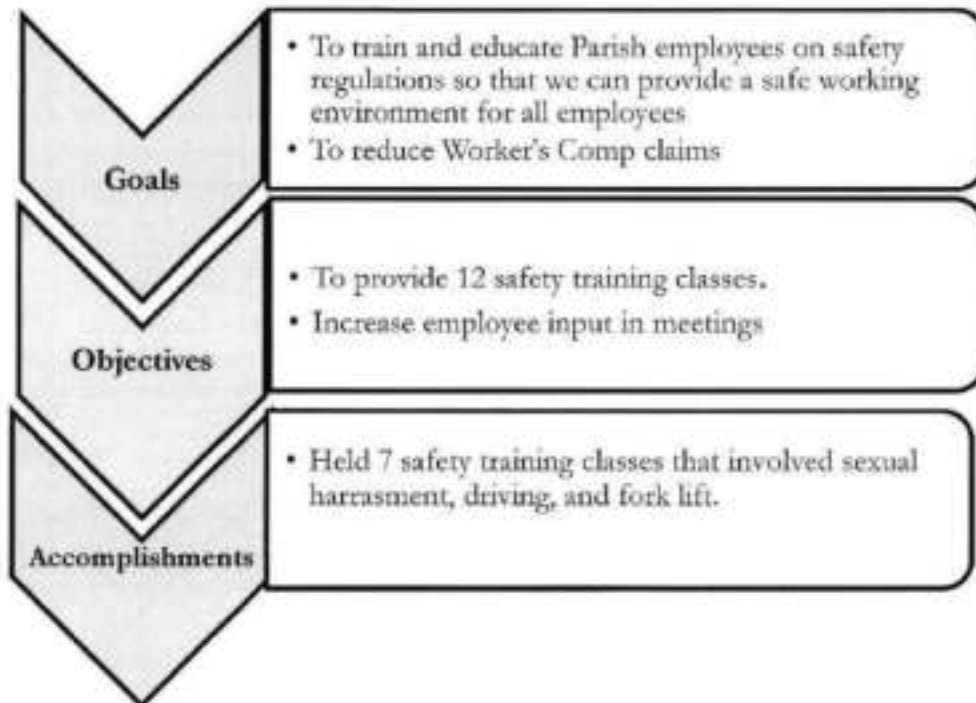 • To train and educate Parish employees on safety
regulations so that we can provide a safe working
environment for all employees
• To reduce Worker's Comp claims
Goals
• To provide 12 safety training classes.
• Increase employee input in meetings
Objectives
• Held 7 safety training classes that involved sexual
harrasment, driving, and fork lift.
Accomplishments